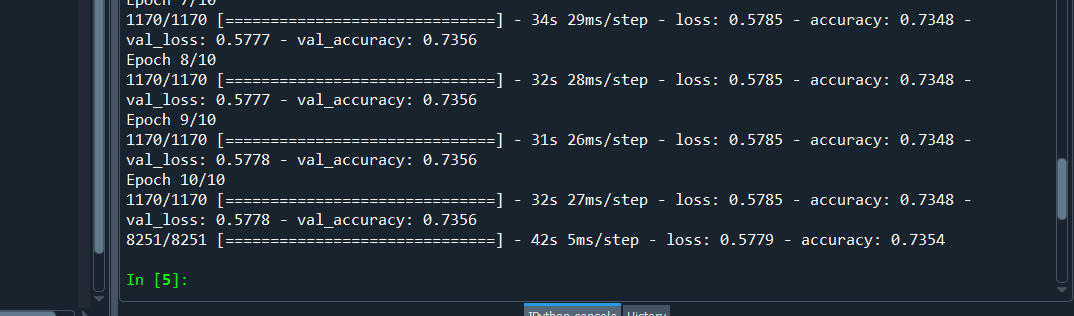 Epoch 7/10
1170/1170 [==============================] - 34s 29ms/step - loss: 0.5785 - accuracy: 0.7348 -
val_loss: 0.5777 - val_accuracy: 0.7356
Epoch 8/10
1170/1170 [==============================] - 32s 28ms/step - loss: 0.5785 - accuracy: 0.7348 -
val_loss: 0.5777 - val_accuracy: 0.7356
Epoch 9/10
1170/1170 [==============================] - 31s 26ms/step - loss: 0.5785 - accuracy: 0.7348 -
val_loss: 0.5778 - val_accuracy: 0.7356
Epoch 10/10
1170/1170 [==============================] - 32s 27ms/step - loss: 0.5785 - accuracy: 0.7348 -
val_loss: 0.5778 - val_accuracy: 0.7356
8251/8251 [==============================] - 42s 5ms/step - loss: 0.5779 - accuracy: 0.7354
In [5]:
IPython console History